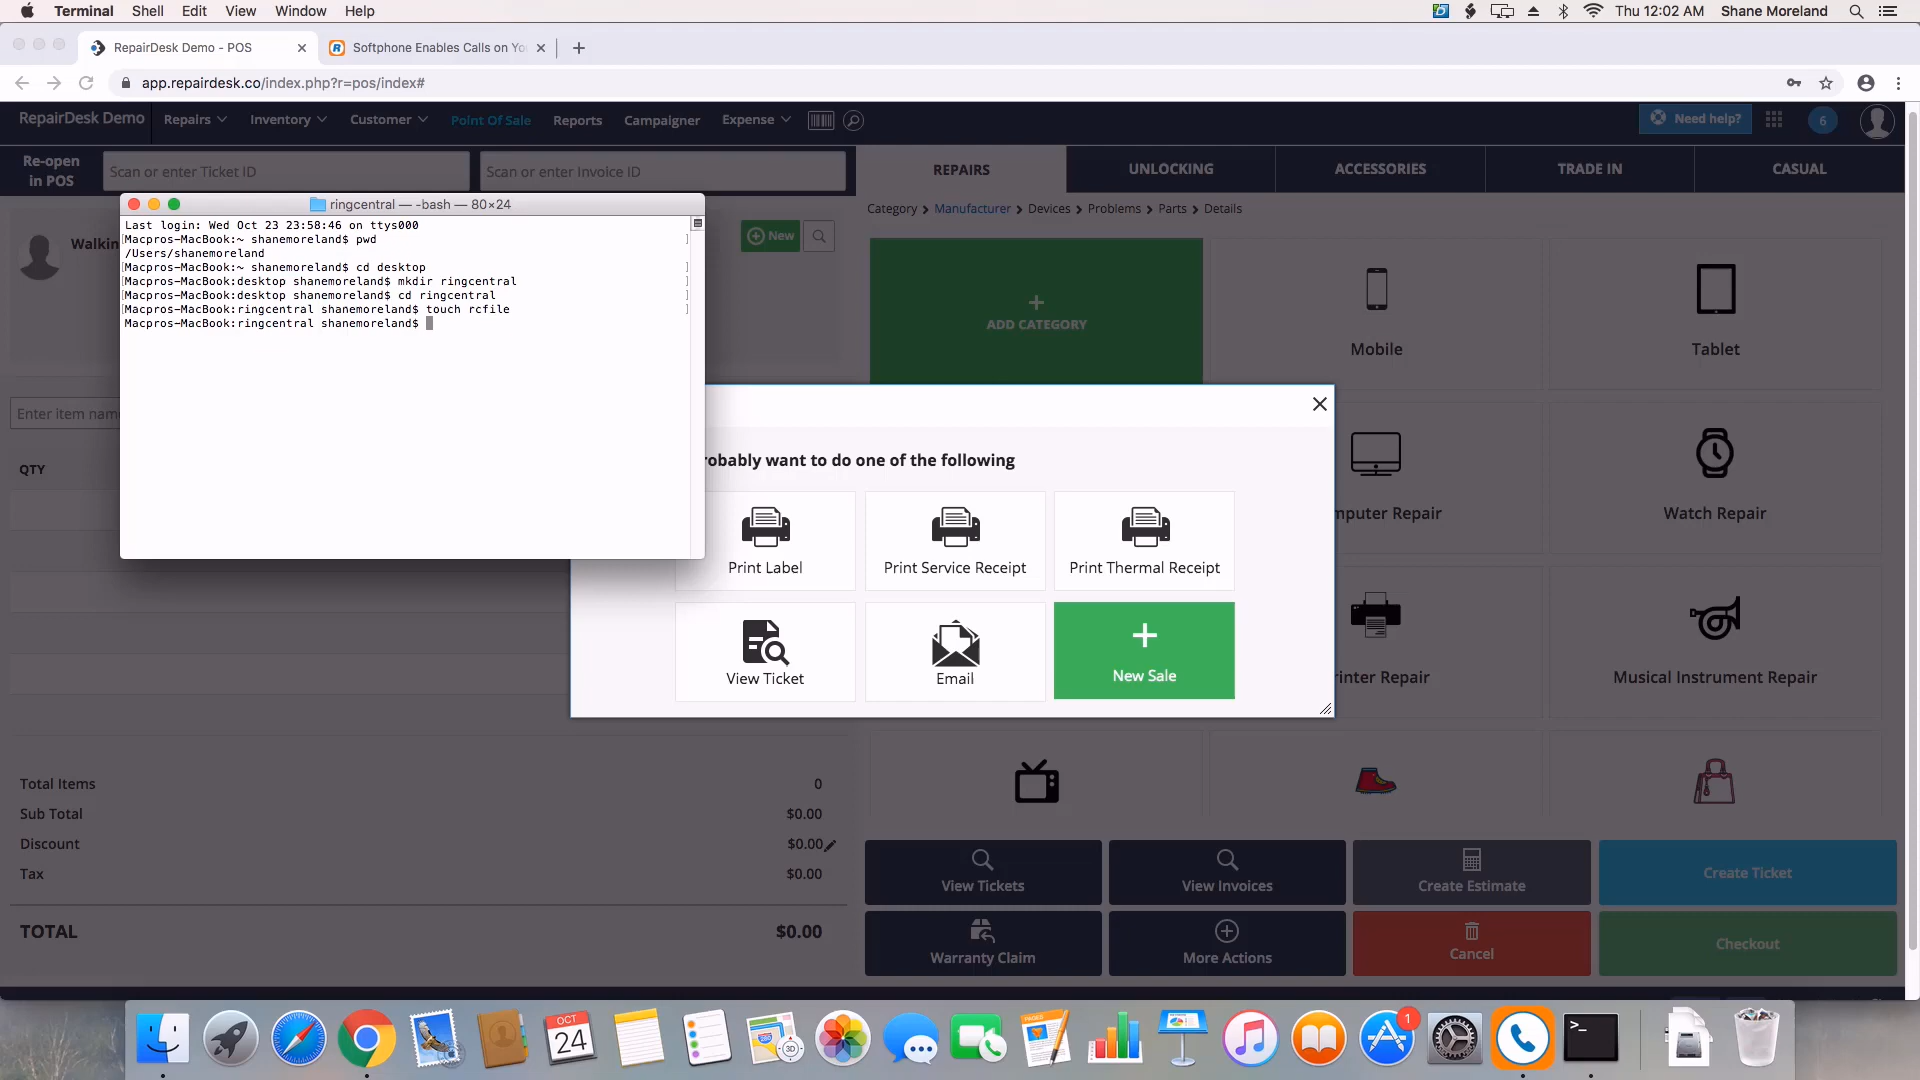 Terminal Shell Edit View Window Help
Thu 12:02 AM Shane Moreland
RepairDesk Demo - POS
Softphone Enables Calls on Yo
app.repairdesk.co/index.php?r=pos/index#
RepairDesk Demo Repairs Inventory Customer Point Of Sale Reports Campaigner Expense
Need help? 6
Re-open
in POS
Scan or enter Ticket ID Scan or enter Invoice ID
REPAIRS UNLOCKING ACCESSORIES TRADE IN CASUAL
Category > Manufacturer > Devices > Problems > Parts > Details
ringcentral — -bash — 80×24
Last login: Wed Oct 23 23:58:46 on ttys000
[Macpros-MacBook:~ shanemoreland$ pwd ]
/Users/shanemoreland
[Macpros-MacBook:~ shanemoreland$ cd desktop ]
[Macpros-MacBook:desktop shanemoreland$ mkdir ringcentral ]
[Macpros-MacBook:desktop shanemoreland$ cd ringcentral ]
[Macpros-MacBook:ringcentral shanemoreland$ touch rcfile ]
Macpros-MacBook:ringcentral shanemoreland$
Walkin
New
ADD CATEGORY
Mobile
Tablet
Enter item name
QTY
robably want to do one of the following
Print Label
Print Service Receipt
Print Thermal Receipt
View Ticket
Email
New Sale
mputer Repair
Watch Repair
rinter Repair
Musical Instrument Repair
Total Items 0
Sub Total $0.00
Discount $0.00
Tax $0.00
TOTAL $0.00
View Tickets
View Invoices
Create Estimate
Create Ticket
Warranty Claim
More Actions
Cancel
Checkout
OCT
24
3D
PAGES
1
>_